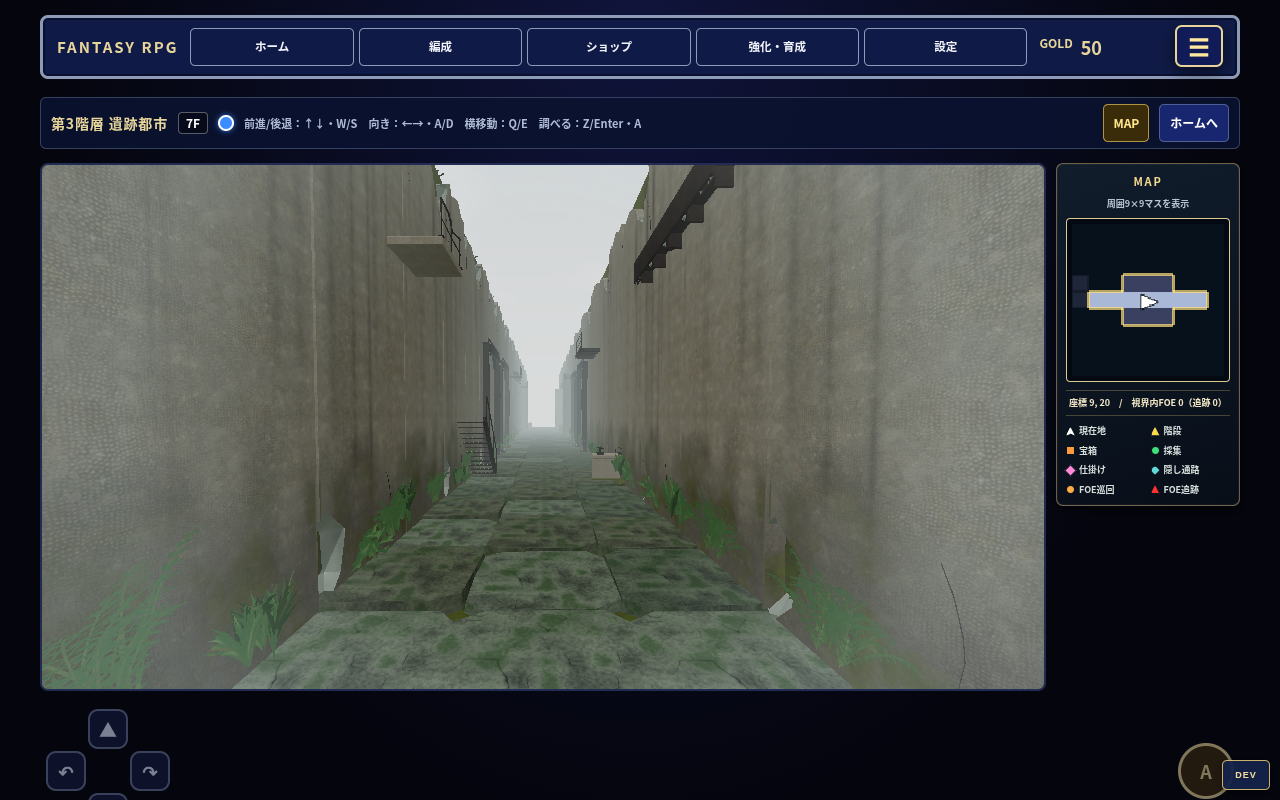 FANTASY RPG
ホーム
編成
ショップ
強化・育成
設定
GOLD 50
第3階層 遺跡都市
7F
前進/後退：↑↓・W/S 向き：←→・A/D 横移動：Q/E 調べる：Z/Enter・A
MAP
ホームへ
MAP
周囲9×9マスを表示
座標 9, 20 / 視界内FOE 0（追跡 0）
現在地
階段
宝箱
採集
仕掛け
隠し通路
FOE巡回
FOE追跡
A
DEV